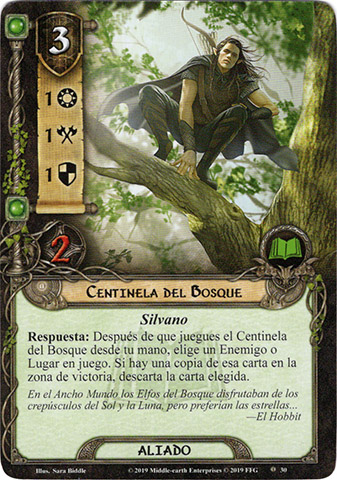 3
1
1
1
2
Centinela del Bosque
Silvano
Respuesta: Después de que juegues el Centinela
del Bosque desde tu mano, elige un Enemigo o
Lugar en juego. Si hay una copia de esa carta en la
zona de victoria, descarta la carta elegida.
En el Ancho Mundo los Elfos del Bosque disfrutaban de los
crepúsculos del Sol y la Luna, pero preferían las estrellas...
—El Hobbit
ALIADO
Illus. Sara Biddle © 2019 Middle-earth Enterprises © 2019 FFG 30